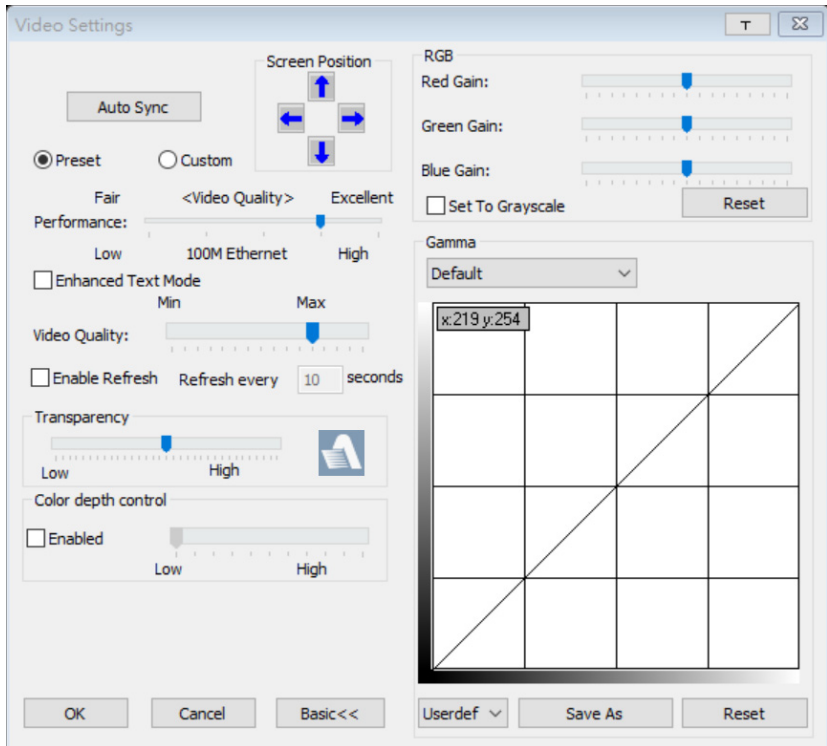 Video Settings
T
Screen Position
Auto Sync
Preset
Custom
Fair
<Video Quality>
Excellent
Performance:
Low
100M Ethernet
High
Enhanced Text Mode
Min
Max
Video Quality:
Enable Refresh
Refresh every
10
seconds
Transparency
Low
High
Color depth control
Enabled
Low
High
OK
Cancel
Basic<<
RGB
Red Gain:
Green Gain:
Blue Gain:
Set To Grayscale
Reset
Gamma
Default
x:219 y:254
Userdef
Save As
Reset